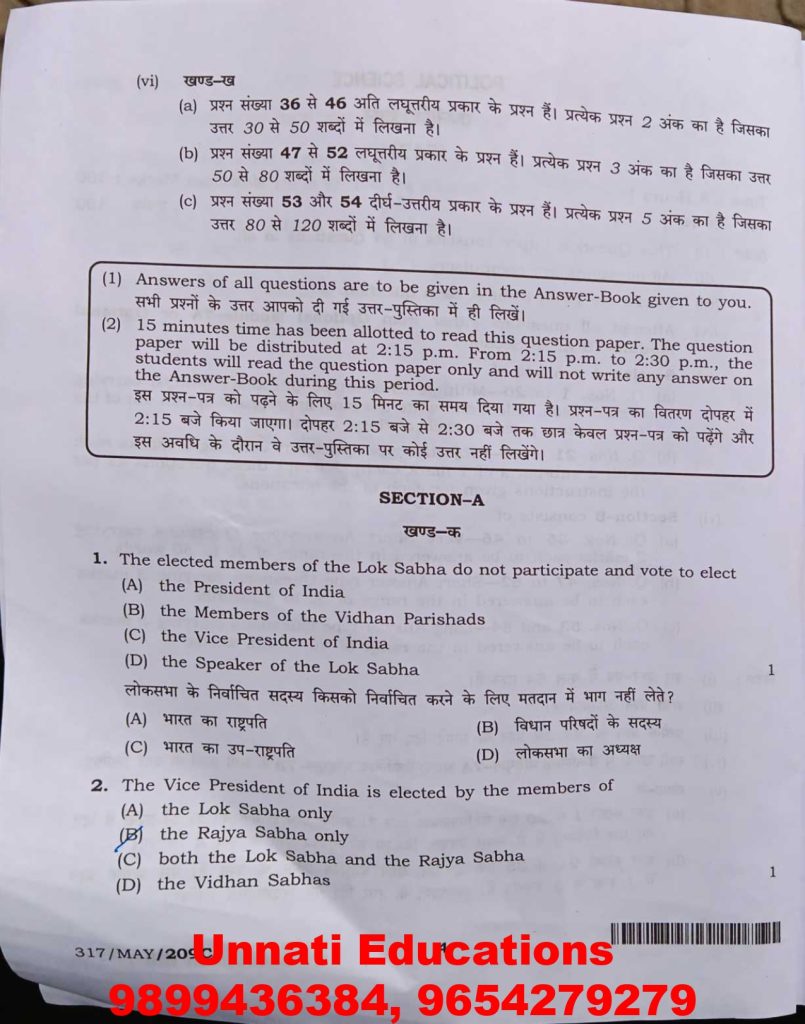 (vi) खण्ड-ख
(a) प्रश्न संख्या 36 से 46 अति लघूत्तरीय प्रकार के प्रश्न हैं। प्रत्येक प्रश्न 2 अंक का है जिसका
उत्तर 30 से 50 शब्दों में लिखना है।
(b) प्रश्न संख्या 47 से 52 लघूत्तरीय प्रकार के प्रश्न हैं। प्रत्येक प्रश्न 3 अंक का है जिसका उत्तर
50 से 80 शब्दों में लिखना है।
(c) प्रश्न संख्या 53 और 54 दीर्घ-उत्तरीय प्रकार के प्रश्न हैं। प्रत्येक प्रश्न 5 अंक का है जिसका
उत्तर 80 से 120 शब्दों में लिखना है।
(1) Answers of all questions are to be given in the Answer-Book given to you.
सभी प्रश्नों के उत्तर आपको दी गई उत्तर-पुस्तिका में ही लिखें।
(2) 15 minutes time has been allotted to read this question paper. The question
paper will be distributed at 2:15 p.m. From 2:15 p.m. to 2:30 p.m., the
students will read the question paper only and will not write any answer on
the Answer-Book during this period.
इस प्रश्न-पत्र को पढ़ने के लिए 15 मिनट का समय दिया गया है। प्रश्न-पत्र का वितरण दोपहर में
2:15 बजे किया जाएगा। दोपहर 2:15 बजे से 2:30 बजे तक छात्र केवल प्रश्न-पत्र को पढ़ेंगे और
इस अवधि के दौरान वे उत्तर-पुस्तिका पर कोई उत्तर नहीं लिखेंगे।
SECTION–A
खण्ड-क
1. The elected members of the Lok Sabha do not participate and vote to elect
(A) the President of India
(B) the Members of the Vidhan Parishads
(C) the Vice President of India
(D) the Speaker of the Lok Sabha 1
लोकसभा के निर्वाचित सदस्य किसको निर्वाचित करने के लिए मतदान में भाग नहीं लेते?
(A) भारत का राष्ट्रपति (B) विधान परिषदों के सदस्य
(C) भारत का उप-राष्ट्रपति (D) लोकसभा का अध्यक्ष
2. The Vice President of India is elected by the members of
(A) the Lok Sabha only
(B) the Rajya Sabha only
(C) both the Lok Sabha and the Rajya Sabha
(D) the Vidhan Sabhas 1
317/MAY/209C 4
Unnati Educations
9899436384, 9654279279